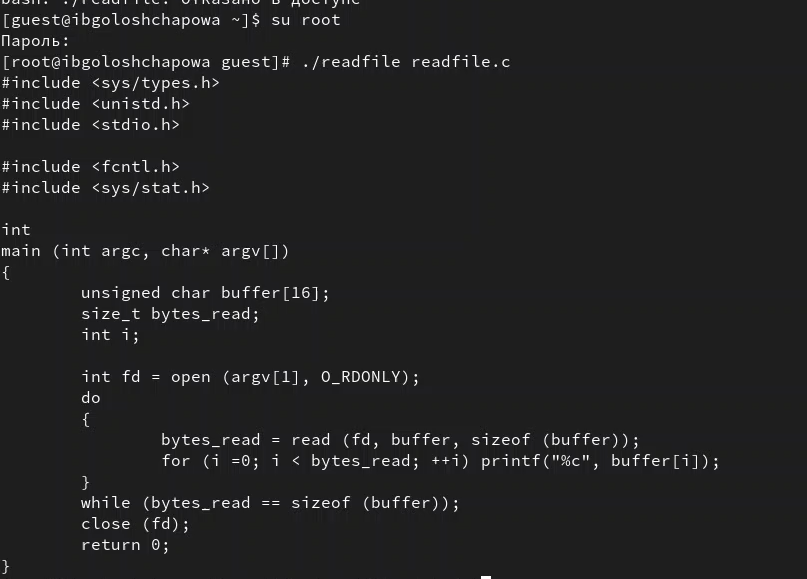 bash: ./readfile: Отказано в доступе
[guest@ibgoloshchapowa ~]$ su root
Пароль:
[root@ibgoloshchapowa guest]# ./readfile readfile.c
#include <sys/types.h>
#include <unistd.h>
#include <stdio.h>

#include <fcntl.h>
#include <sys/stat.h>

int
main (int argc, char* argv[])
{
        unsigned char buffer[16];
        size_t bytes_read;
        int i;

        int fd = open (argv[1], O_RDONLY);
        do
        {
                bytes_read = read (fd, buffer, sizeof (buffer));
                for (i =0; i < bytes_read; ++i) printf("%c", buffer[i]);
        }
        while (bytes_read == sizeof (buffer));
        close (fd);
        return 0;
}